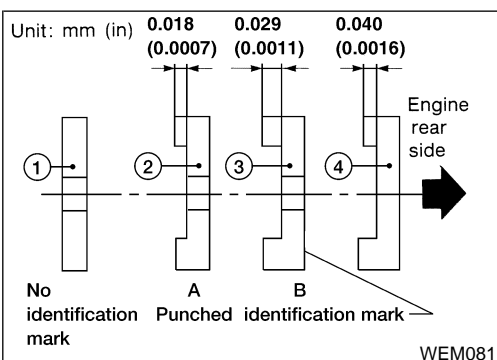 Unit: mm (in) 0.018 0.029 0.040
(0.0007) (0.0011) (0.0016)
Engine
rear
side
1 2 3 4
No A B
identification Punched identification mark
mark
WEM081